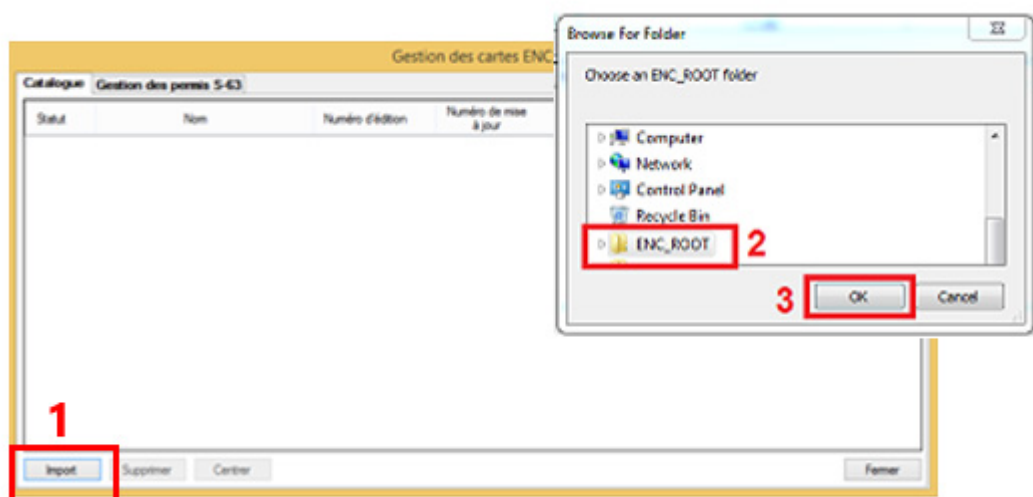 Gestion des cartes ENC
Catalogue Gestion des permis S-63
Statut Nom Numéro d'édition Numéro de mise à jour
1
Import Supprimer Centrer Fermer
Browse For Folder
Choose an ENC_ROOT folder
Computer
Network
Control Panel
Recycle Bin
ENC_ROOT 2
3 OK Cancel